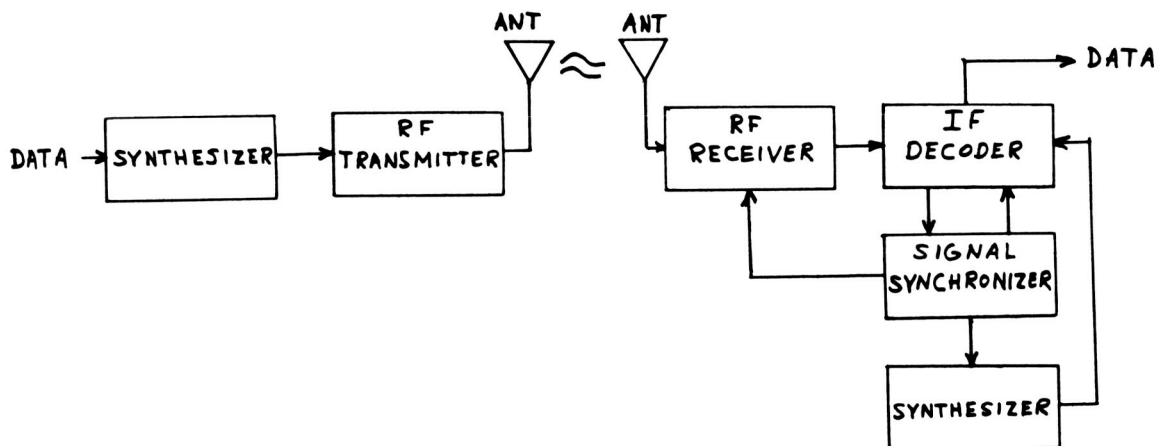 ANT
ANT
DATA
SYNTHESIZER
RF
TRANSMITTER
RF
RECEIVER
IF
DECODER
DATA
SIGNAL
SYNCHRONIZER
SYNTHESIZER